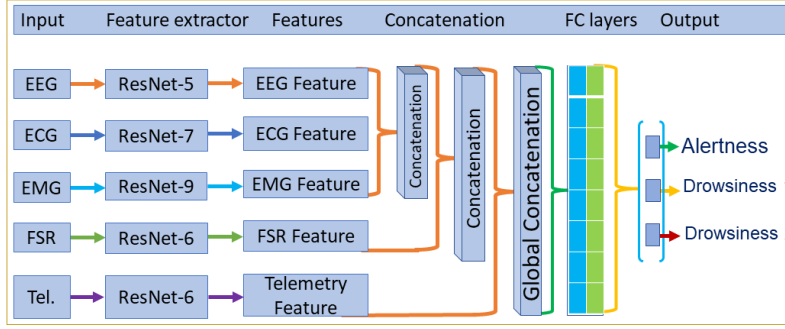 Input Feature extractor Features Concatenation FC layers Output
EEG ResNet-5 EEG Feature
ECG ResNet-7 ECG Feature
EMG ResNet-9 EMG Feature
FSR ResNet-6 FSR Feature
Tel. ResNet-6 Telemetry
Feature
Concatenation
Concatenation
Global Concatenation
Alertness
Drowsiness
Drowsiness